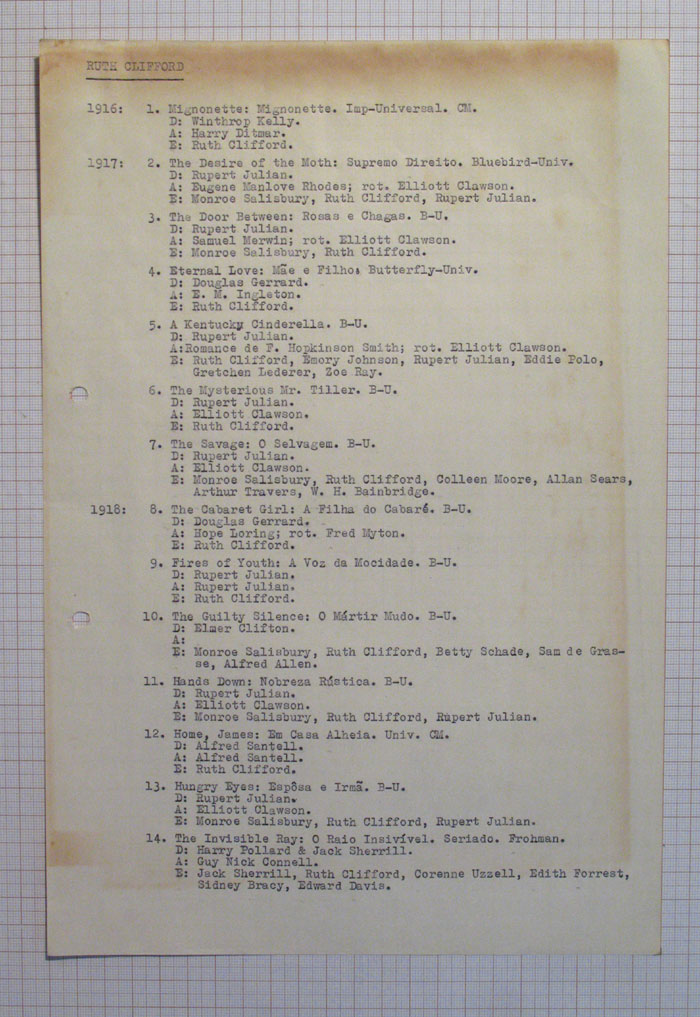 RUTH CLIFFORD
1916: 1. Mignonette: Mignonette. Imp-Universal. CM.
D: Winthrop Kelly.
A: Harry Ditmar.
E: Ruth Clifford.
1917: 2. The Desire of the Moth: Supremo Direito. Bluebird-Univ.
D: Rupert Julian.
A: Eugene Manlove Rhodes; rot. Elliott Clawson.
E: Monroe Salisbury, Ruth Clifford, Rupert Julian.
3. The Door Between: Rosas e Chagas. B-U.
D: Rupert Julian.
A: Samuel Merwin; rot. Elliott Clawson.
E: Monroe Salisbury, Ruth Clifford.
4. Eternal Love: Mãe e Filho. Butterfly-Univ.
D: Douglas Gerrard.
A: E. M. Ingleton.
E: Ruth Clifford.
5. A Kentucky Cinderella. B-U.
D: Rupert Julian.
A:Romance de F. Hopkinson Smith; rot. Elliott Clawson.
E: Ruth Clifford, Emory Johnson, Rupert Julian, Eddie Polo,
Gretchen Lederer, Zoe Ray.
6. The Mysterious Mr. Tiller. B-U.
D: Rupert Julian.
A: Elliott Clawson.
E: Ruth Clifford.
7. The Savage: O Selvagem. B-U.
D: Rupert Julian.
A: Elliott Clawson.
E: Monroe Salisbury, Ruth Clifford, Colleen Moore, Allan Sears,
Arthur Travers, W. H. Bainbridge.
1918: 8. The Cabaret Girl: A Filha do Cabaré. B-U.
D: Douglas Gerrard.
A: Hope Loring; rot. Fred Myton.
E: Ruth Clifford.
9. Fires of Youth: A Voz da Mocidade. B-U.
D: Rupert Julian.
A: Rupert Julian.
E: Ruth Clifford.
10. The Guilty Silence: O Mártir Mudo. B-U.
D: Elmer Clifton.
A:
E: Monroe Salisbury, Ruth Clifford, Betty Schade, Sam de Gras-
se, Alfred Allen.
11. Hands Down: Nobreza Rústica. B-U.
D: Rupert Julian.
A: Elliott Clawson.
E: Monroe Salisbury, Ruth Clifford, Rupert Julian.
12. Home, James: Em Casa Alheia. Univ. CM.
D: Alfred Santell.
A: Alfred Santell.
E: Ruth Clifford.
13. Hungry Eyes: Espôsa e Irmã. B-U.
D: Rupert Julian.
A: Elliott Clawson.
E: Monroe Salisbury, Ruth Clifford, Rupert Julian.
14. The Invisible Ray: O Raio Insivível. Seriado. Frohman.
D: Harry Pollard & Jack Sherrill.
A: Guy Nick Connell.
E: Jack Sherrill, Ruth Clifford, Corenne Uzzell, Edith Forrest,
Sidney Bracy, Edward Davis.